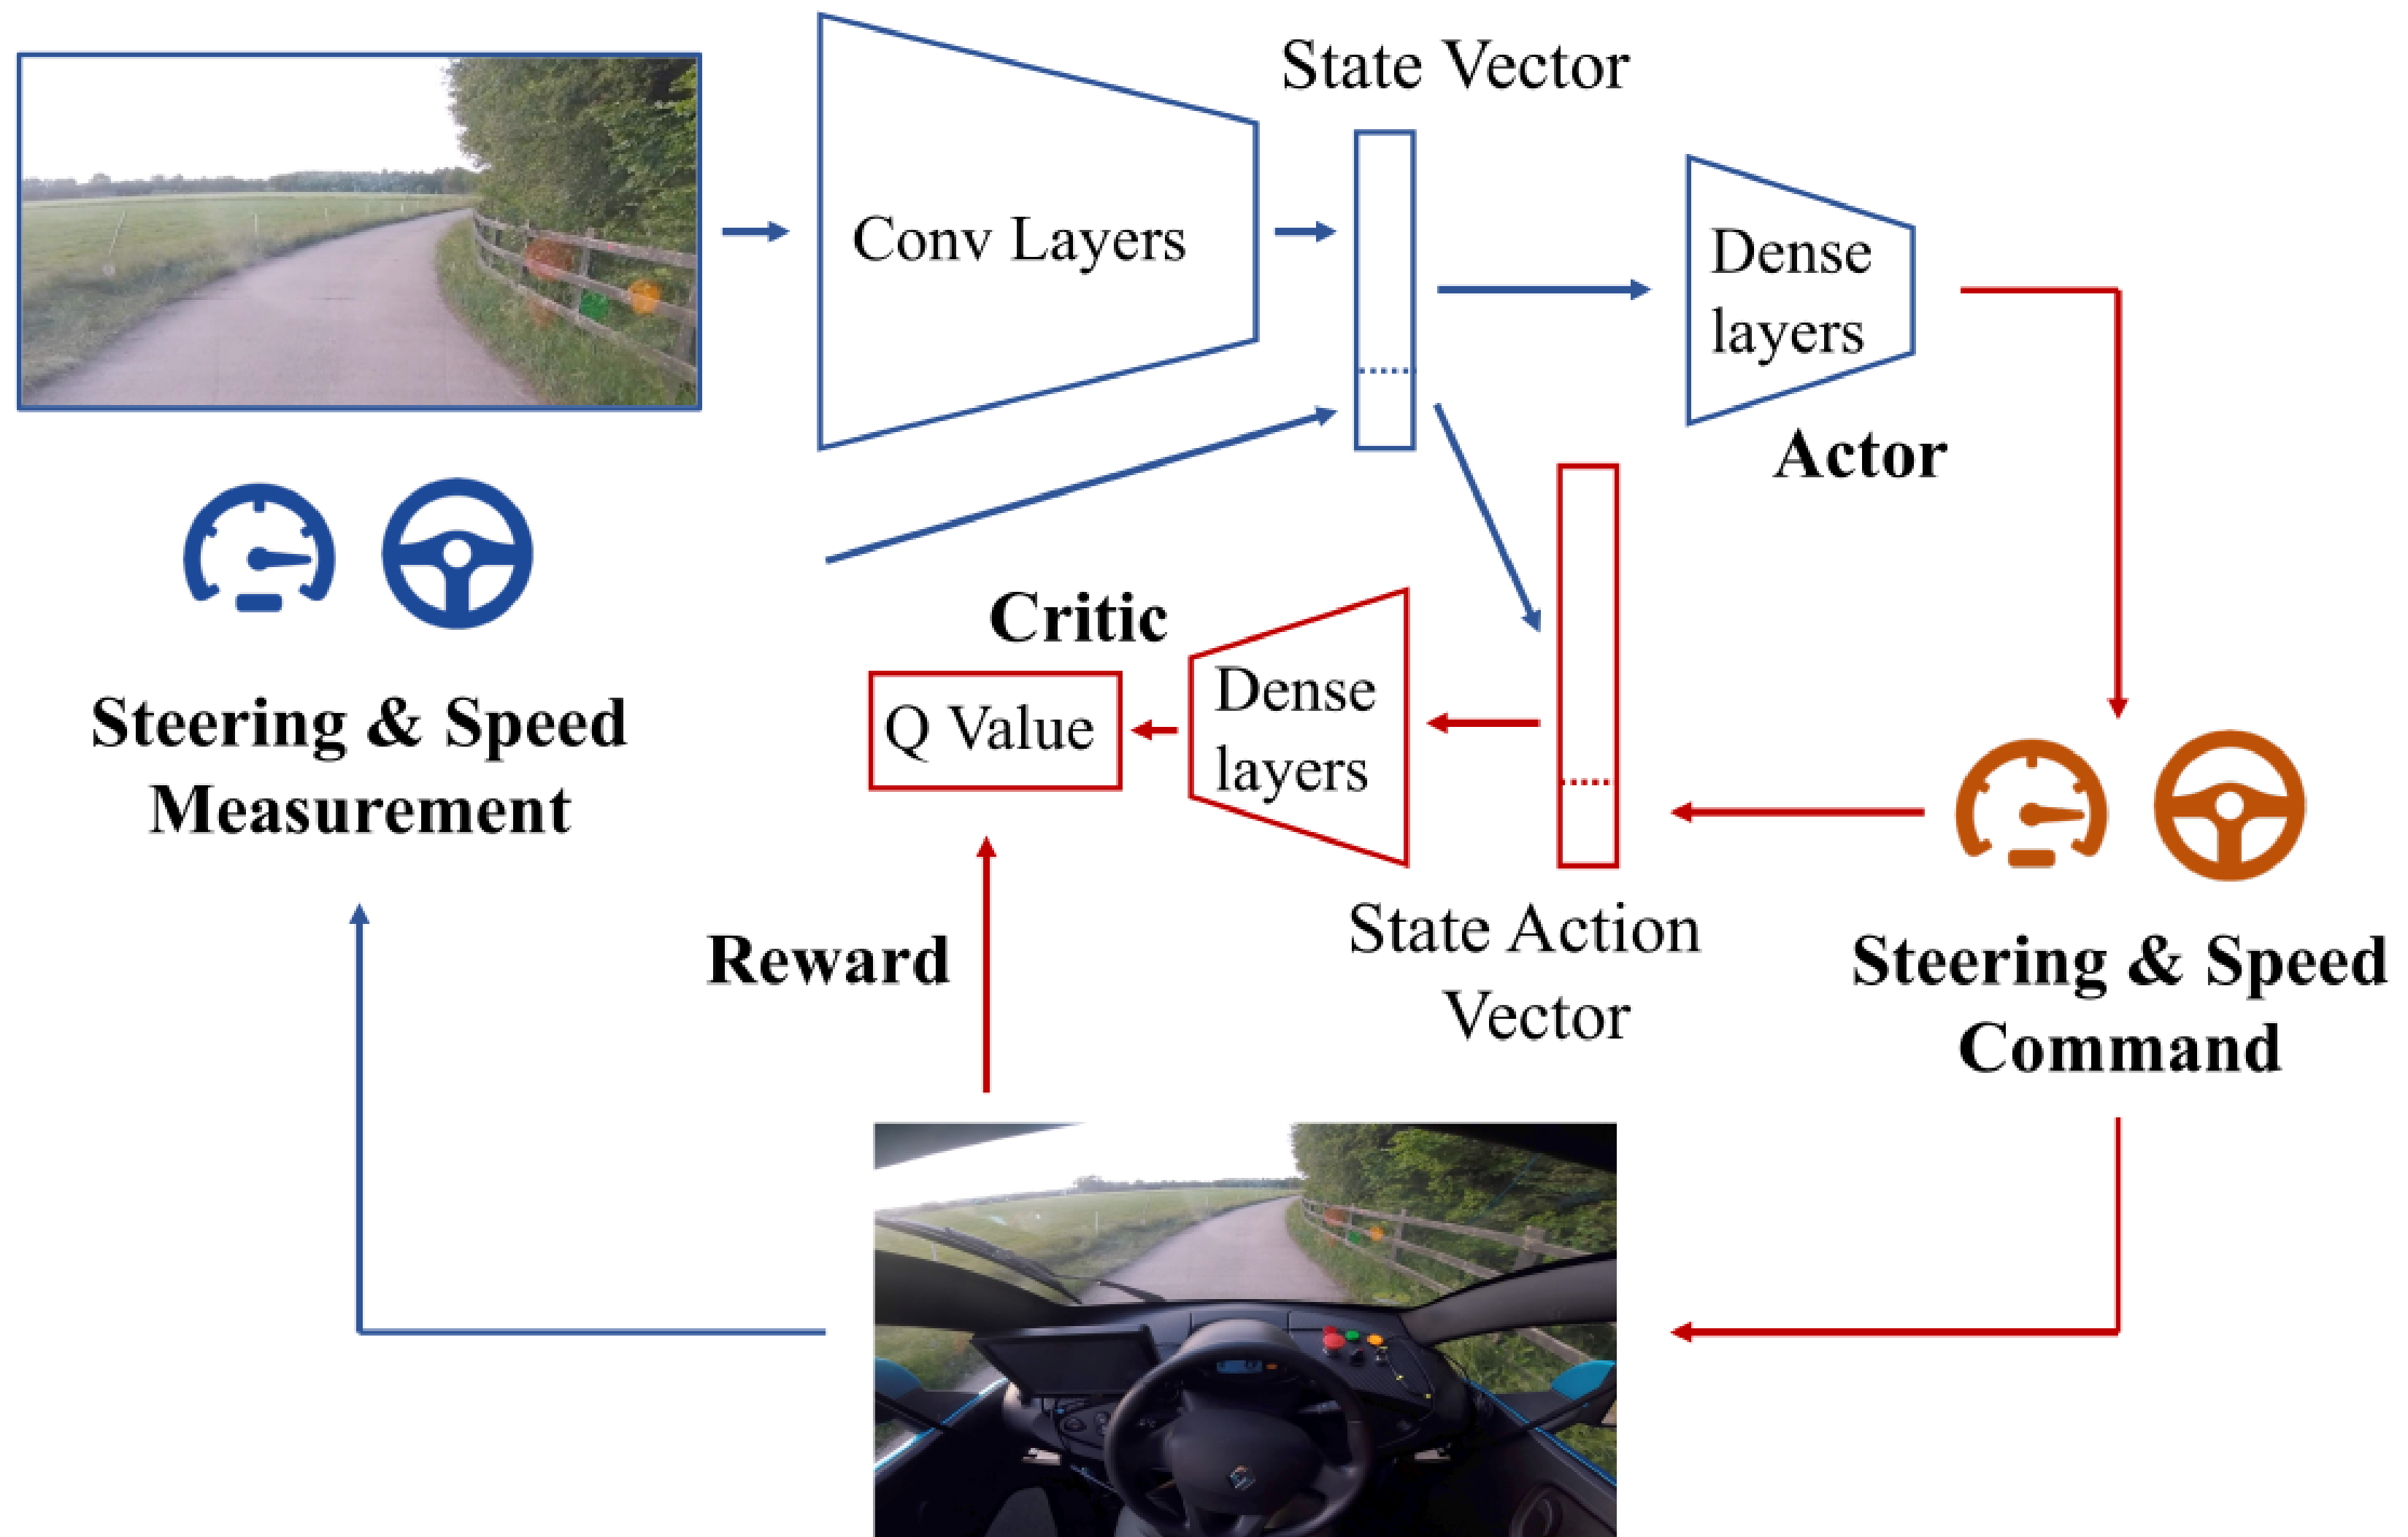 State Vector
Conv Layers
Dense
layers
Actor
Critic
Dense
layers
Q Value
Steering & Speed
Measurement
State Action
Vector
Reward
Steering & Speed
Command